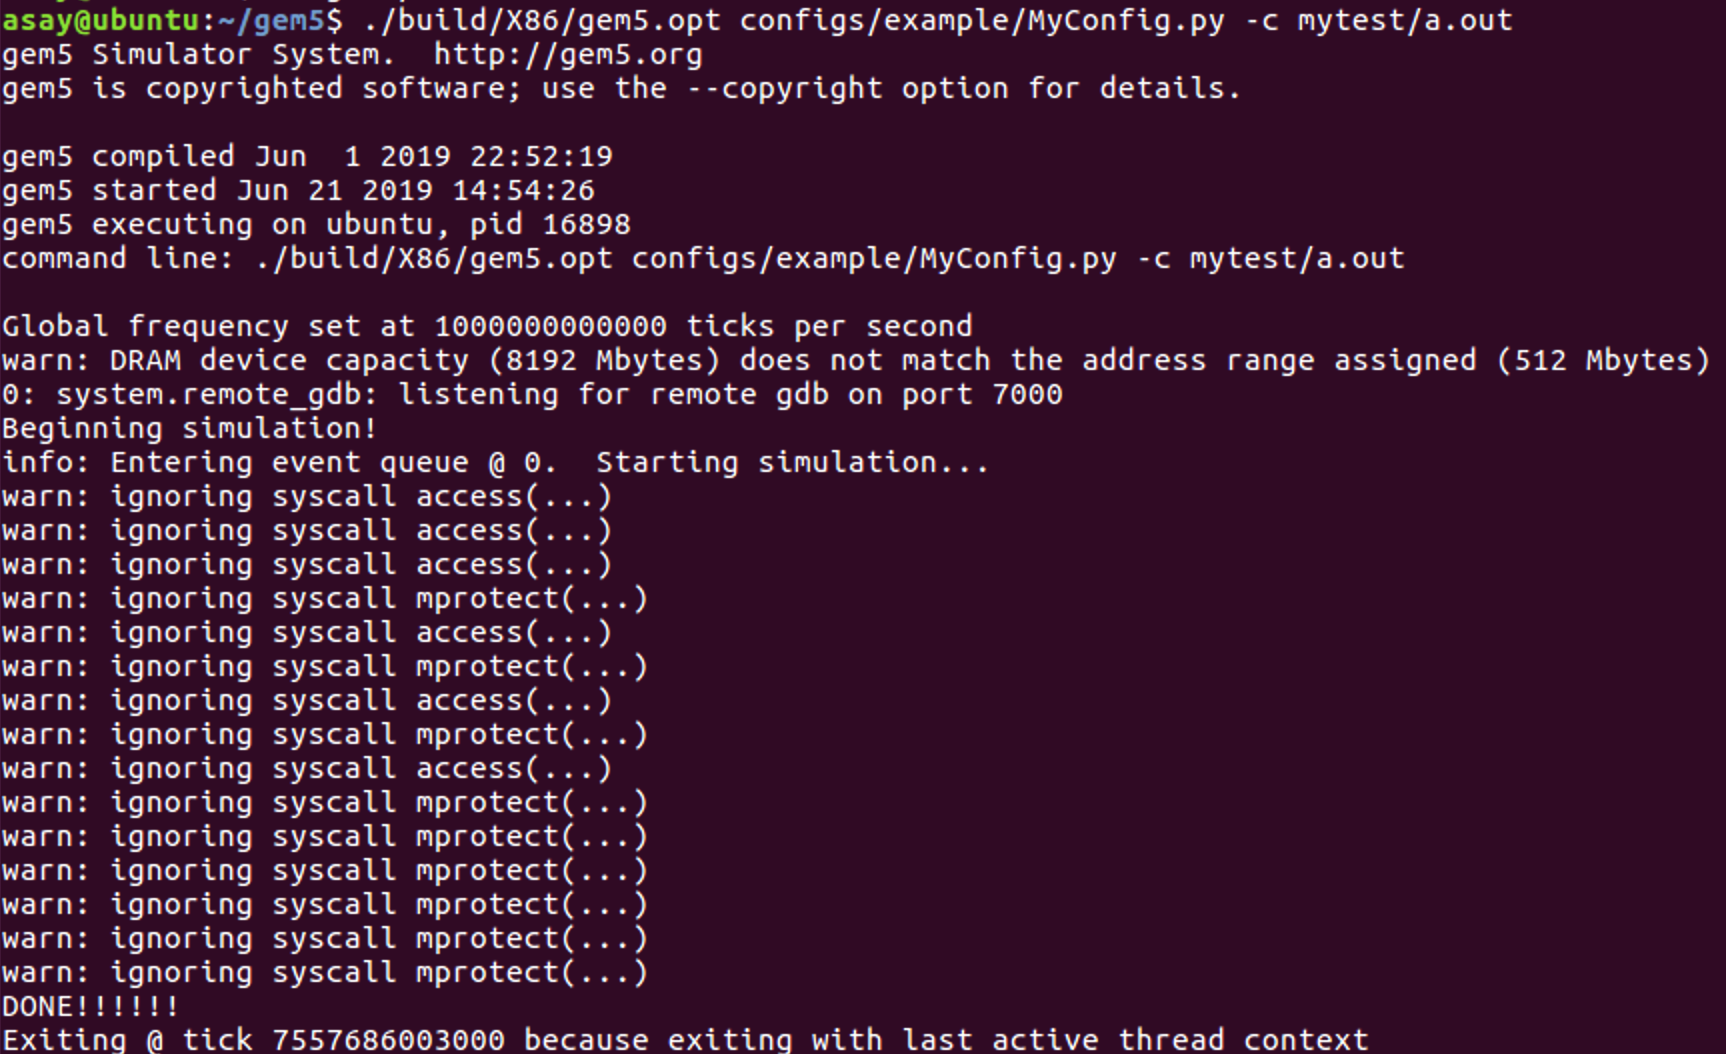 asay@ubuntu:~/gem5$ ./build/X86/gem5.opt configs/example/MyConfig.py -c mytest/a.out
gem5 Simulator System.  http://gem5.org
gem5 is copyrighted software; use the --copyright option for details.

gem5 compiled Jun  1 2019 22:52:19
gem5 started Jun 21 2019 14:54:26
gem5 executing on ubuntu, pid 16898
command line: ./build/X86/gem5.opt configs/example/MyConfig.py -c mytest/a.out

Global frequency set at 1000000000000 ticks per second
warn: DRAM device capacity (8192 Mbytes) does not match the address range assigned (512 Mbytes)
0: system.remote_gdb: listening for remote gdb on port 7000
Beginning simulation!
info: Entering event queue @ 0.  Starting simulation...
warn: ignoring syscall access(...)
warn: ignoring syscall access(...)
warn: ignoring syscall access(...)
warn: ignoring syscall mprotect(...)
warn: ignoring syscall access(...)
warn: ignoring syscall mprotect(...)
warn: ignoring syscall access(...)
warn: ignoring syscall mprotect(...)
warn: ignoring syscall access(...)
warn: ignoring syscall mprotect(...)
warn: ignoring syscall mprotect(...)
warn: ignoring syscall mprotect(...)
warn: ignoring syscall mprotect(...)
warn: ignoring syscall mprotect(...)
warn: ignoring syscall mprotect(...)
DONE!!!!!!
Exiting @ tick 7557686003000 because exiting with last active thread context